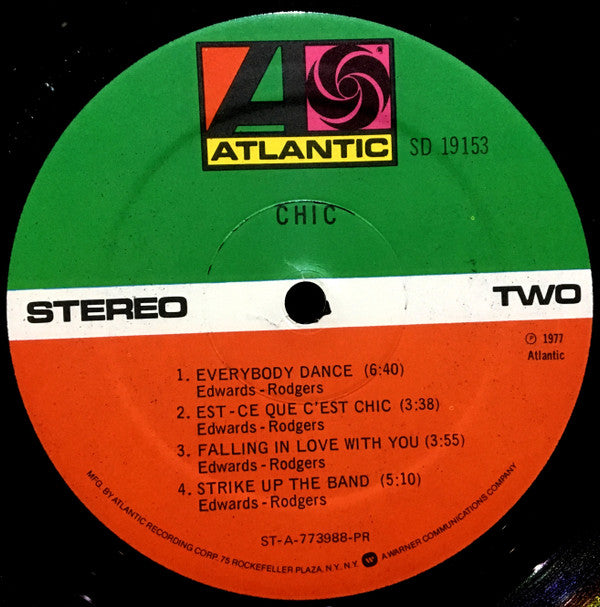 ATLANTIC
SD 19153
CHIC
STEREO
TWO
℗ 1977
Atlantic
1. EVERYBODY DANCE (6:40)
Edwards - Rodgers
2. EST - CE QUE C'EST CHIC (3:38)
Edwards - Rodgers
3. FALLING IN LOVE WITH YOU (3:55)
Edwards - Rodgers
4. STRIKE UP THE BAND (5:10)
Edwards - Rodgers
ST-A-773988-PR
MFG. BY ATLANTIC RECORDING CORP. 75 ROCKEFELLER PLAZA, N.Y. N.Y. A WARNER COMMUNICATIONS COMPANY